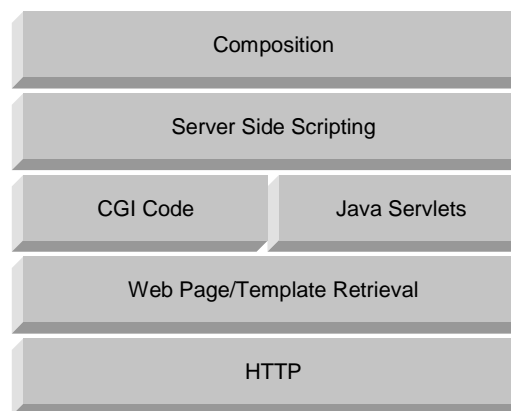 Composition
Server Side Scripting
CGI Code
Java Servlets
Web Page/Template Retrieval
HTTP